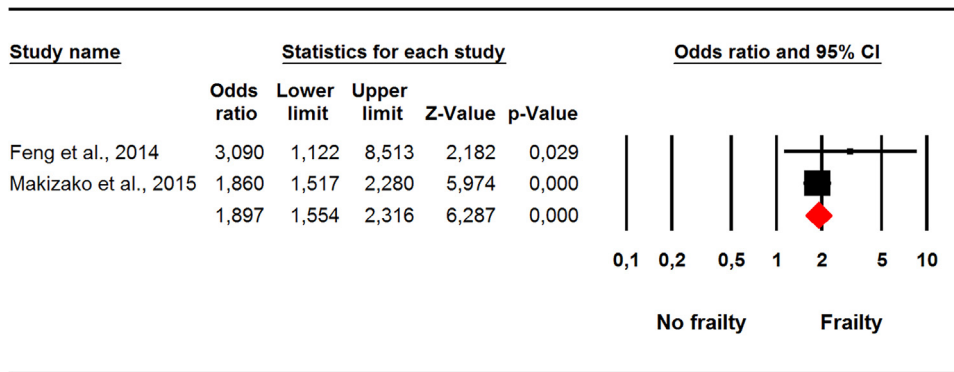 Study name Statistics for each study Odds ratio and 95% CI
Odds Lower Upper
ratio limit limit Z-Value p-Value
Feng et al., 2014 3,090 1,122 8,513 2,182 0,029
Makizako et al., 2015 1,860 1,517 2,280 5,974 0,000
1,897 1,554 2,316 6,287 0,000
0,1 0,2 0,5 1 2 5 10
No frailty Frailty